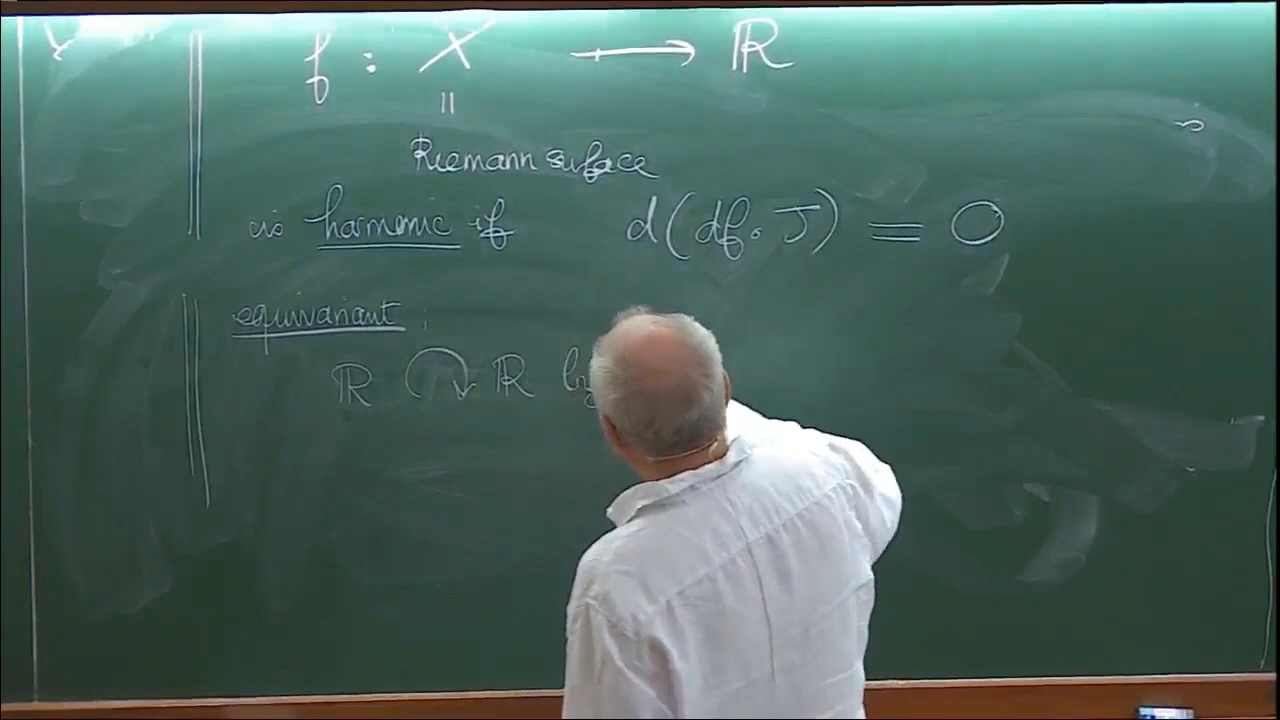 f : X ⟶ ℝ
=
Riemann surface
is harmonic if d(df∘J) = 0
equivariant :
ℝ ↷ ℝ by